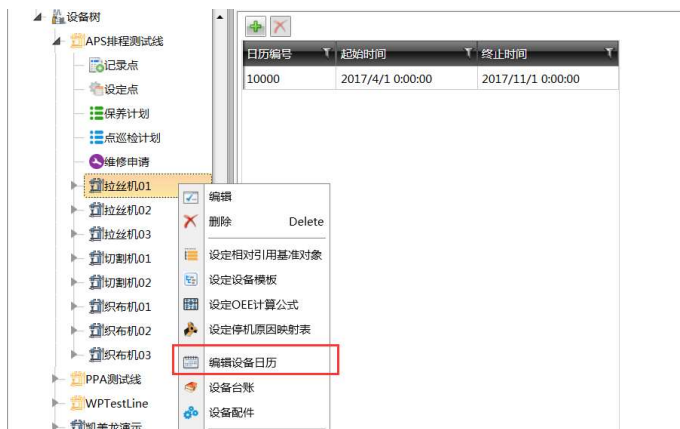 设备树
APS排程测试线
记录点
设定点
保养计划
点巡检计划
维修申请
拉丝机01
拉丝机02
拉丝机03
切割机01
切割机02
织布机01
织布机02
织布机03
PPA测试线
WPTestLine
凯美龙演示
编辑
删除 Delete
设定相对引用基准对象
设定设备模板
设定OEE计算公式
设定停机原因映射表
编辑设备日历
设备台账
设备配件
日历编号 起始时间 终止时间
10000 2017/4/1 0:00:00 2017/11/1 0:00:00